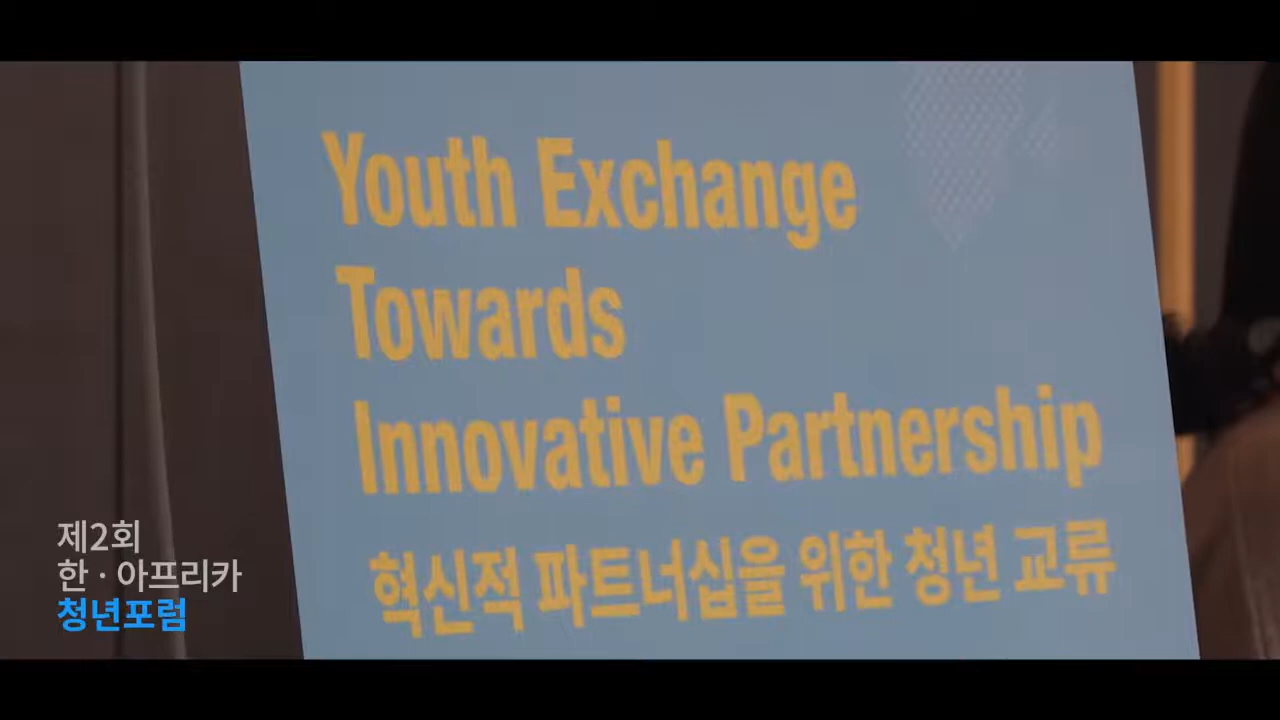 Youth Exchange
Towards
Innovative Partnership
혁신적 파트너십을 위한 청년 교류
제2회
한·아프리카
청년포럼